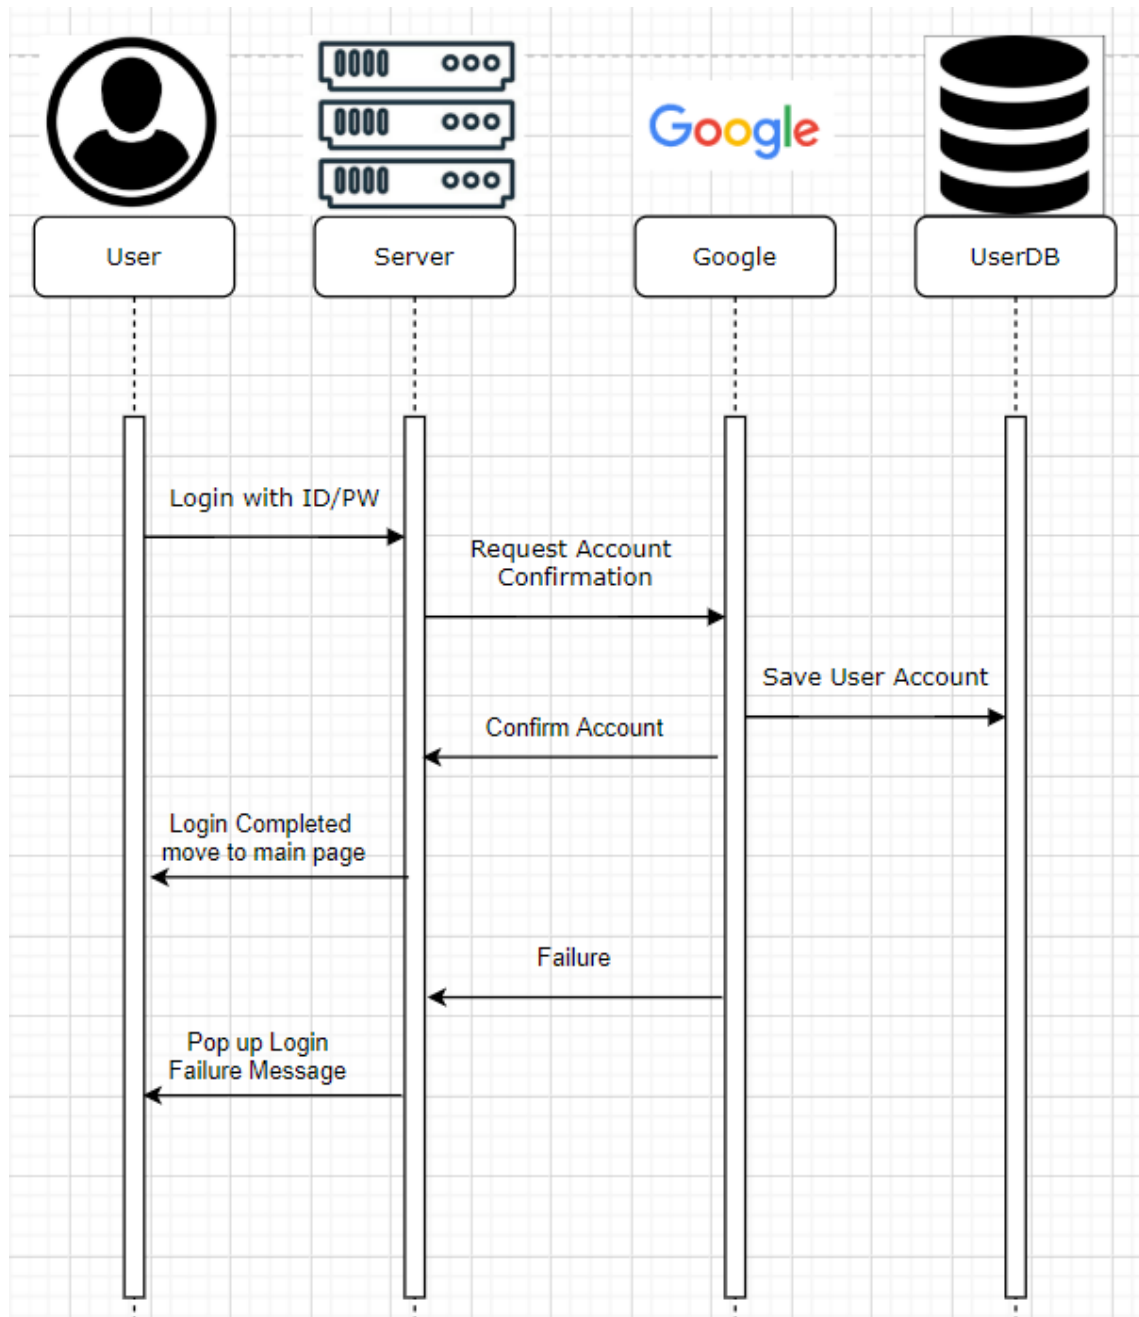 Google
User
Server
Google
UserDB
Login with ID/PW
Request Account
Confirmation
Save User Account
Confirm Account
Login Completed
move to main page
Failure
Pop up Login
Failure Message